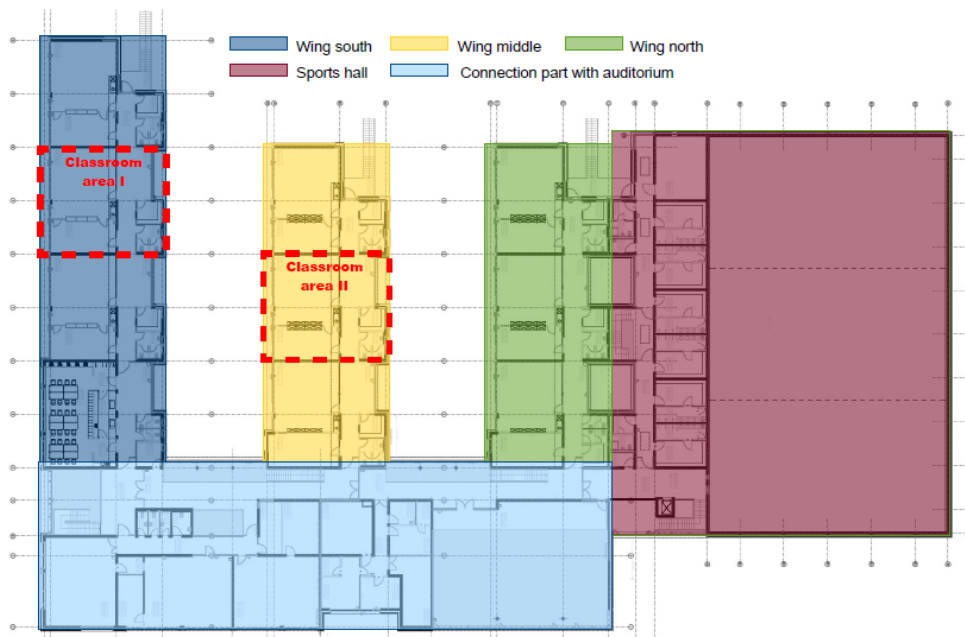 Wing south
Wing middle
Wing north
Sports hall
Connection part with auditorium
Classroom
area I
Classroom
area II